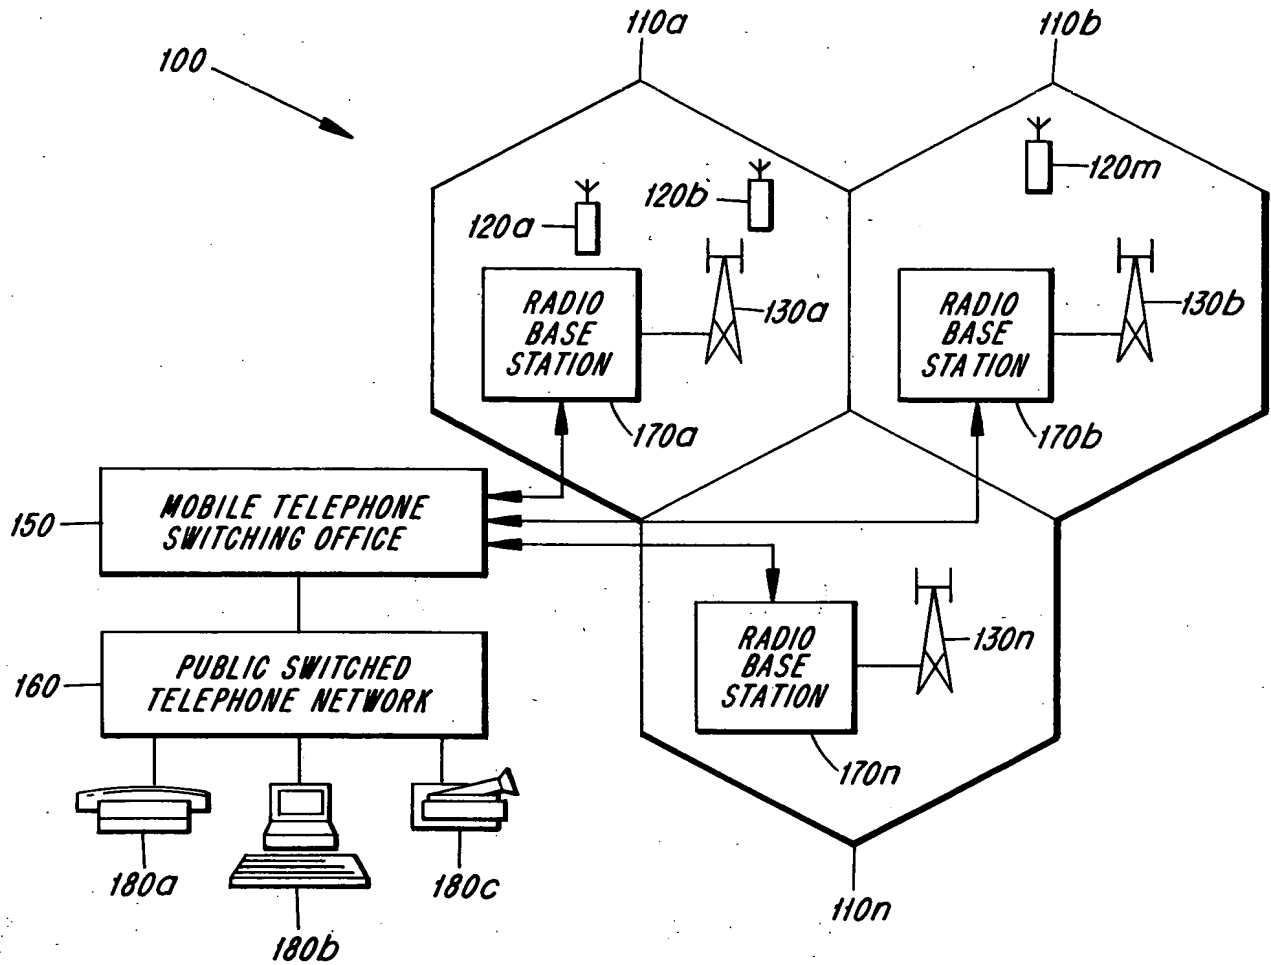 110a
110b
100
120m
120b
120a
RADIO
BASE
STATION
130a
RADIO
BASE
STATION
130b
170a
170b
150
MOBILE TELEPHONE
SWITCHING OFFICE
RADIO
BASE
STATION
130n
160
PUBLIC SWITCHED
TELEPHONE NETWORK
170n
180a
180c
110n
180b